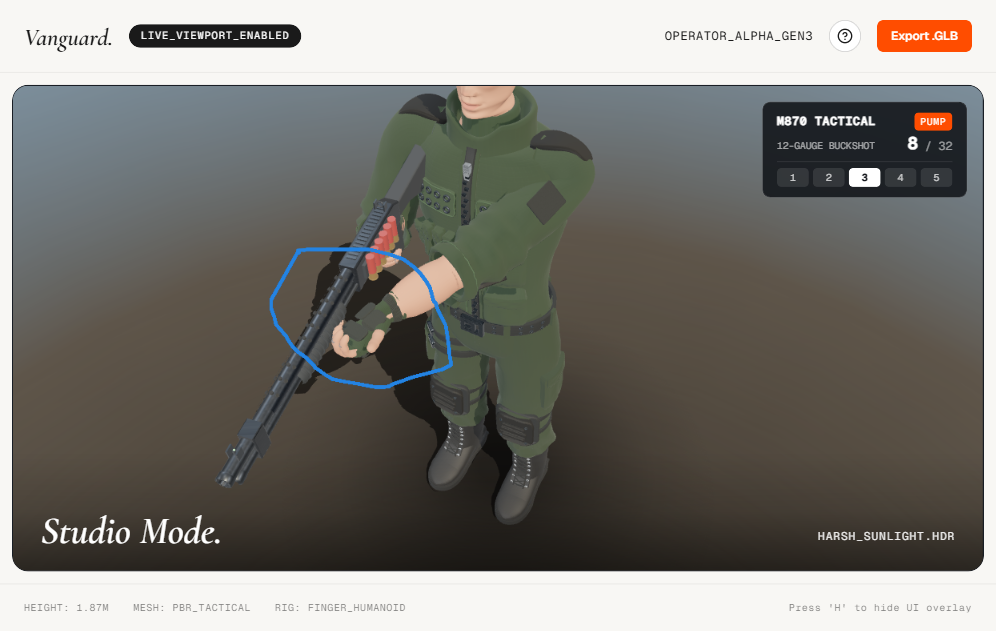 Vanguard.
LIVE_VIEWPORT_ENABLED
OPERATOR_ALPHA_GEN3
Export .GLB
M870 TACTICAL
PUMP
12-GAUGE BUCKSHOT
8 / 32
1 2 3 4 5
Studio Mode.
HARSH_SUNLIGHT.HDR
HEIGHT: 1.87M
MESH: PBR_TACTICAL
RIG: FINGER_HUMANOID
Press 'H' to hide UI overlay